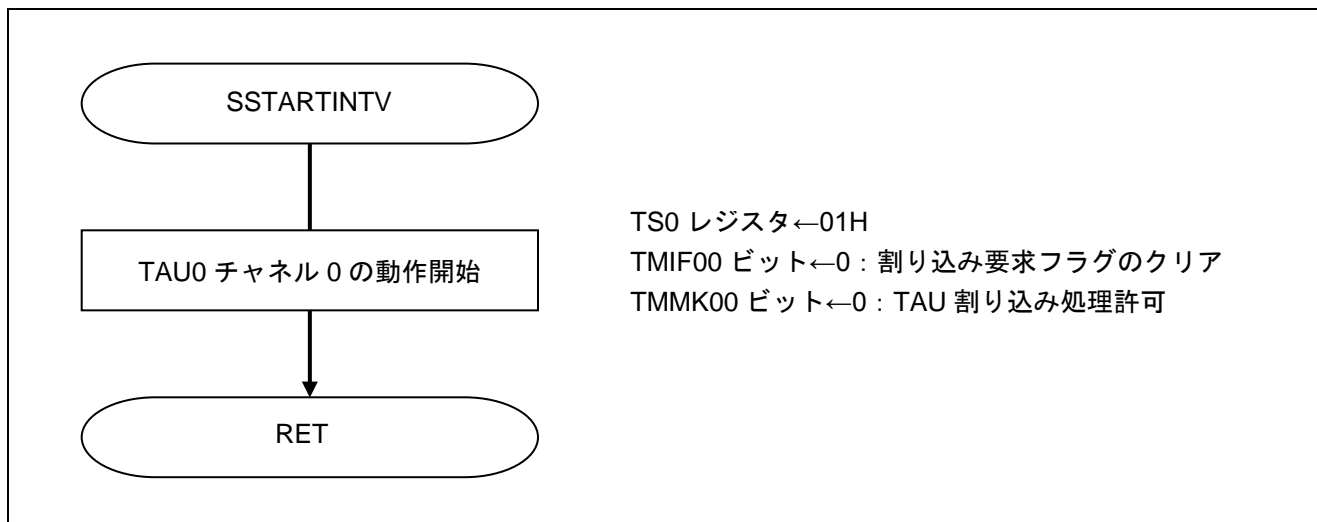 SSTARTINTV
TAU0 チャネル 0 の動作開始
TS0 レジスタ←01H
TMIF00 ビット←0：割り込み要求フラグのクリア
TMMK00 ビット←0：TAU 割り込み処理許可
RET